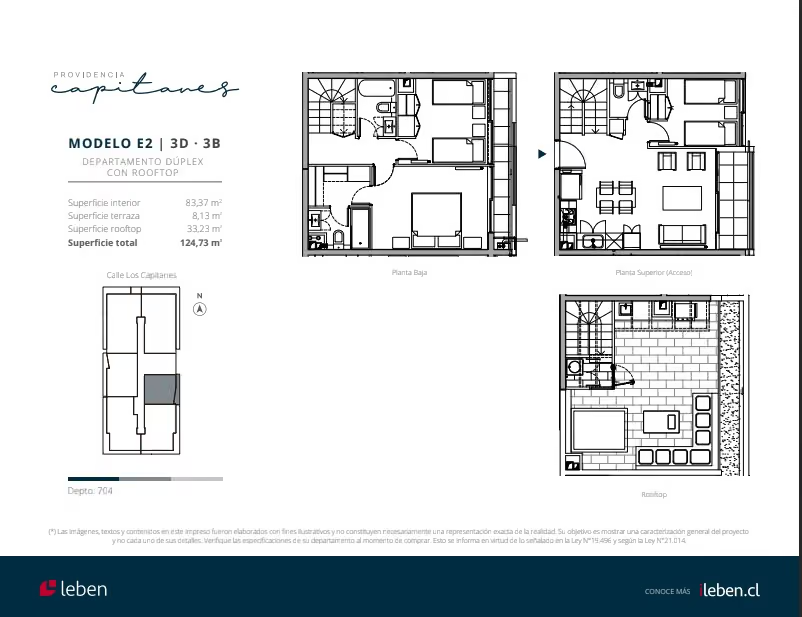 PROVIDENCIA
capitanes
MODELO E2 | 3D · 3B
DEPARTAMENTO DÚPLEX
CON ROOFTOP
Superficie interior 83,37 m²
Superficie terraza 8,13 m²
Superficie rooftop 33,23 m²
Superficie total 124,73 m²
Calle Los Capitanes
N
Depto. 704
Planta Baja
Planta Superior (Acceso)
Rooftop
(*) Las imágenes, textos y contenidos en este impreso fueron elaborados con fines ilustrativos y no constituyen necesariamente una representación exacta de la realidad. Su objetivo es mostrar una caracterización general del proyecto
y no cada uno de sus detalles. Verifique las especificaciones de su departamento al momento de comprar. Esto se informa en virtud de lo señalado en la Ley N°19.496 y según la Ley N°21.014.
leben
CONOCE MÁS ileben.cl